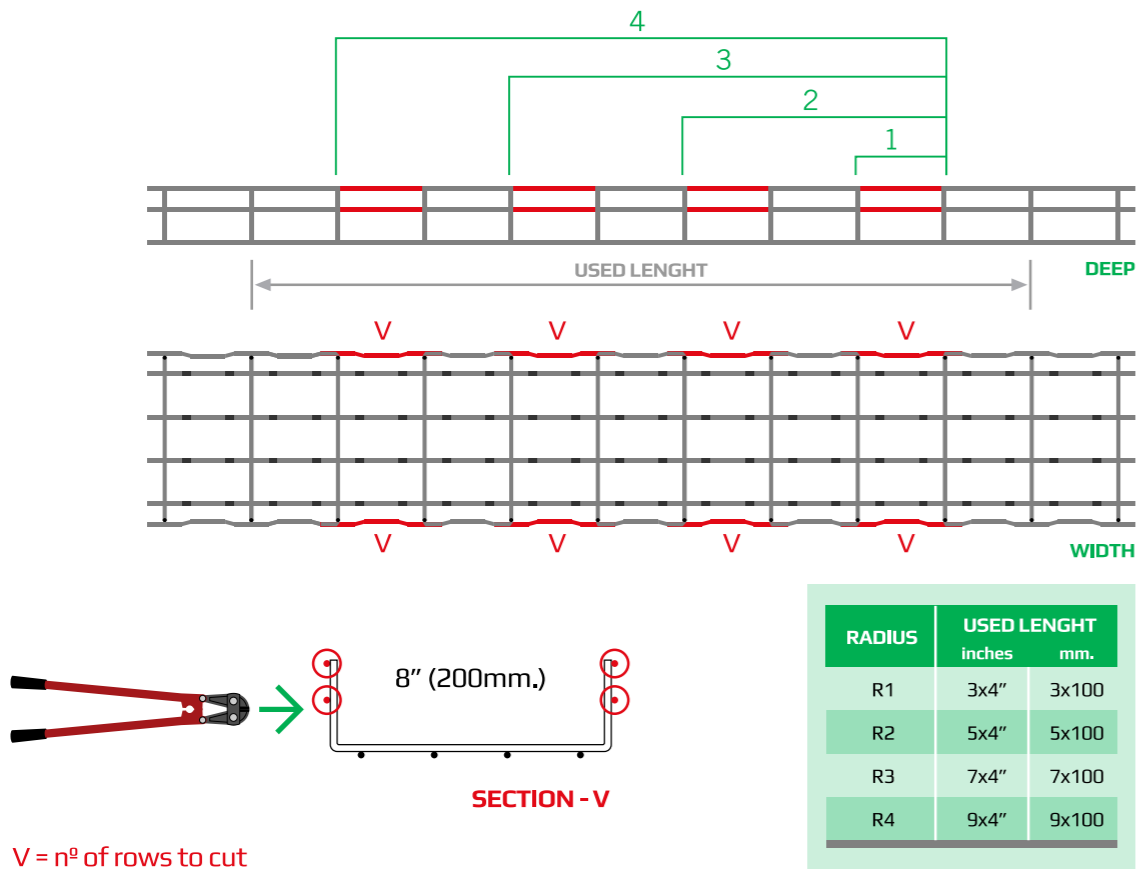 4
3
2
1
USED LENGHT
DEEP
V V V V
V V V V
WIDTH
8” (200mm.)
SECTION - V
V = nº of rows to cut
RADIUS USED LENGHT
inches mm.
R1 3x4” 3x100
R2 5x4” 5x100
R3 7x4” 7x100
R4 9x4” 9x100